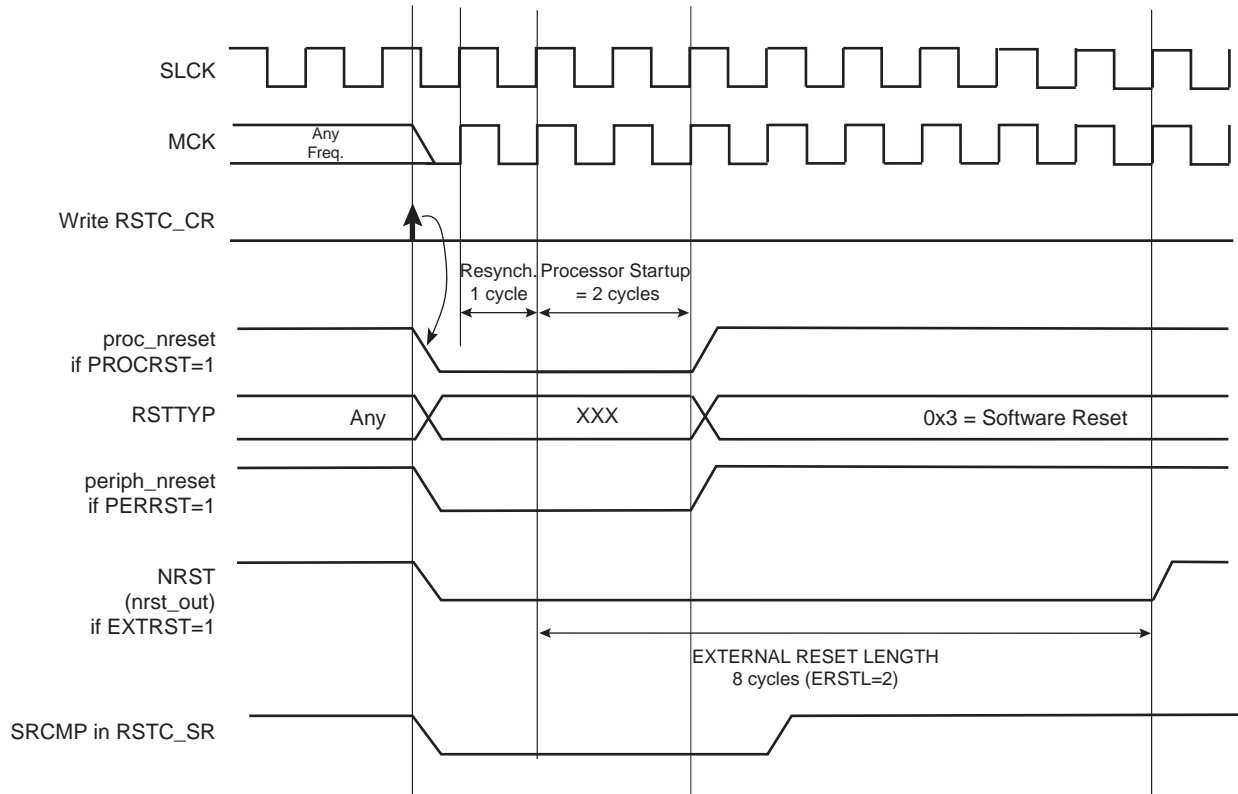 SLCK
MCK
Any
Freq.
Write RSTC_CR
Resynch.
1 cycle
Processor Startup
= 2 cycles
proc_nreset
if PROCRST=1
RSTTYP
Any
XXX
0x3 = Software Reset
periph_nreset
if PERRST=1
NRST
(nrst_out)
if EXTRST=1
EXTERNAL RESET LENGTH
8 cycles (ERSTL=2)
SRCMP in RSTC_SR